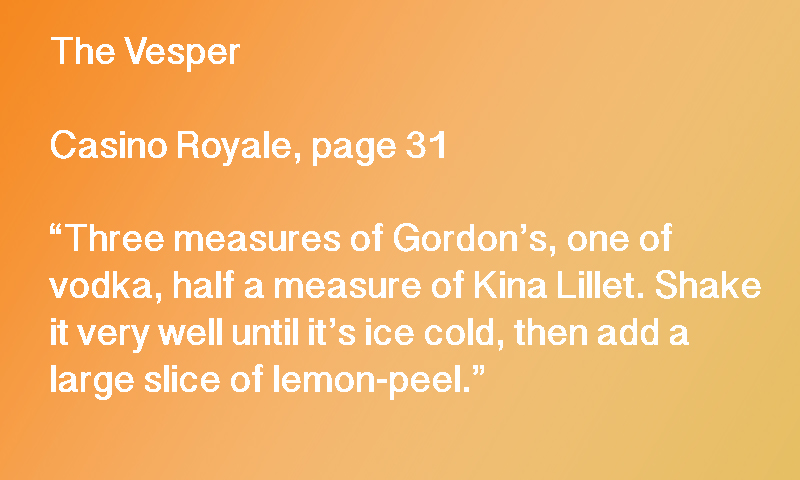 The Vesper
Casino Royale, page 31
“Three measures of Gordon’s, one of
vodka, half a measure of Kina Lillet. Shake
it very well until it’s ice cold, then add a
large slice of lemon-peel.”